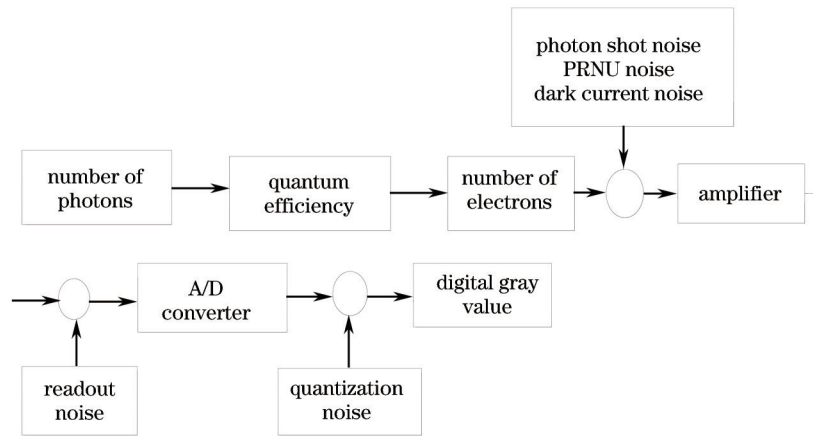 photon shot noise
PRNU noise
dark current noise
number of
photons
quantum
efficiency
number of
electrons
amplifier
A/D
converter
digital gray
value
readout
noise
quantization
noise